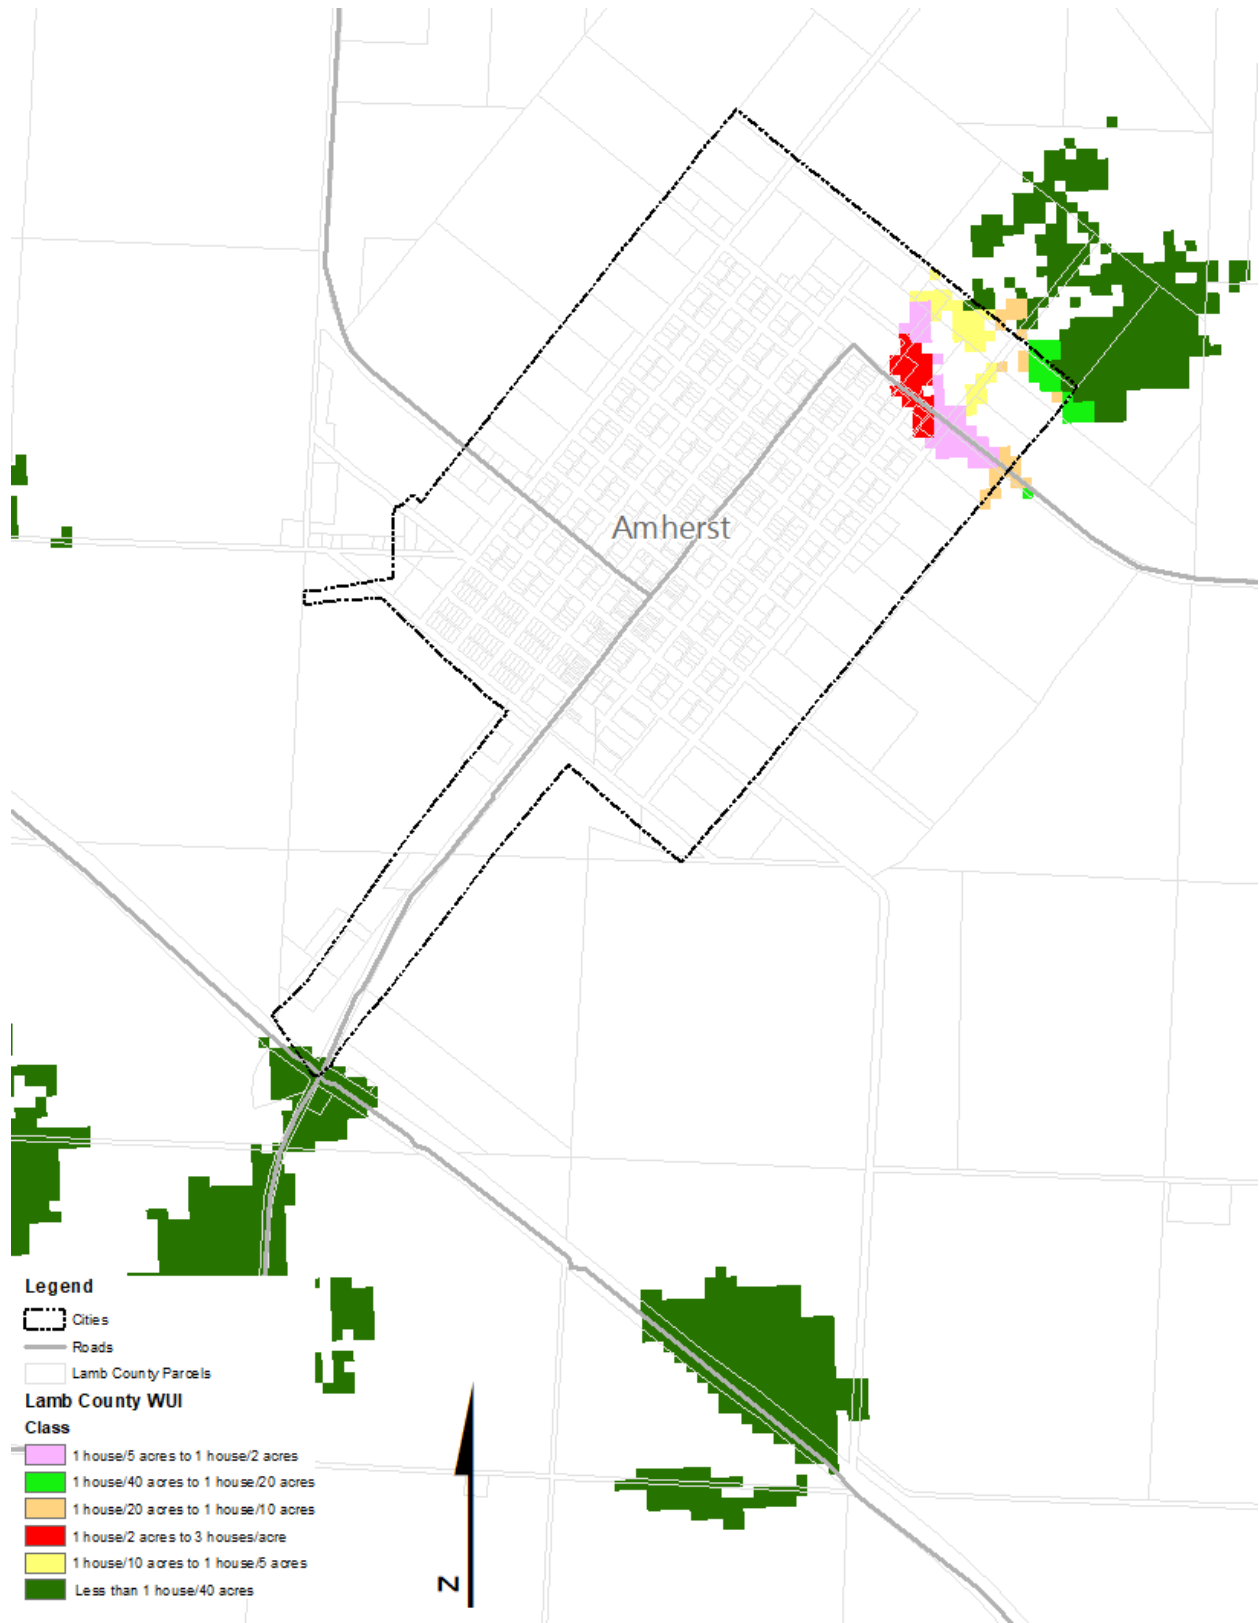 Amherst
Legend
Cities
Roads
Lamb County Parcels
Lamb County WUI
Class
1 house/5 acres to 1 house/2 acres
1 house/40 acres to 1 house/20 acres
1 house/20 acres to 1 house/10 acres
1 house/2 acres to 3 houses/acre
1 house/10 acres to 1 house/5 acres
Less than 1 house/40 acres
N